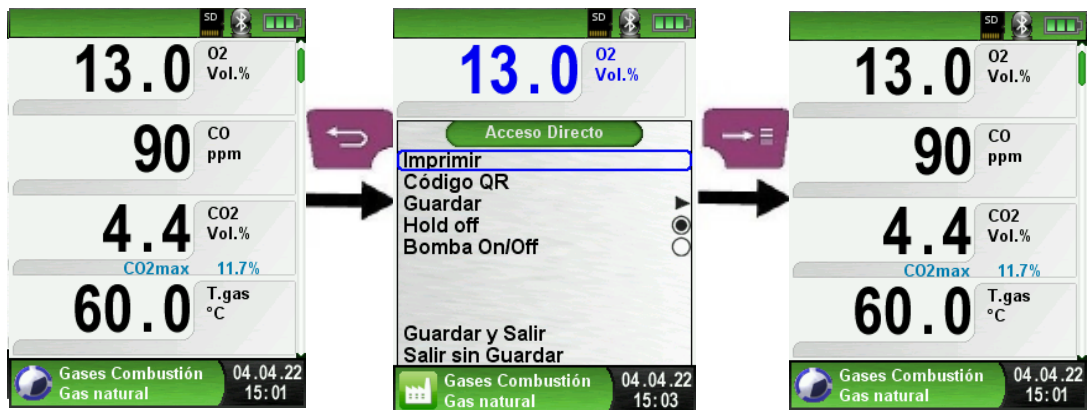 SD
13.0 O2 Vol.%
90 CO ppm
4.4 CO2 Vol.%
CO2max 11.7%
60.0 T.gas °C
Gases Combustión 04.04.22
Gas natural 15:01
SD
13.0 O2 Vol.%
Acceso Directo
Imprimir
Código QR
Guardar
Hold off
Bomba On/Off
Guardar y Salir
Salir sin Guardar
Gases Combustión 04.04.22
Gas natural 15:03
SD
13.0 O2 Vol.%
90 CO ppm
4.4 CO2 Vol.%
CO2max 11.7%
60.0 T.gas °C
Gases Combustión 04.04.22
Gas natural 15:01